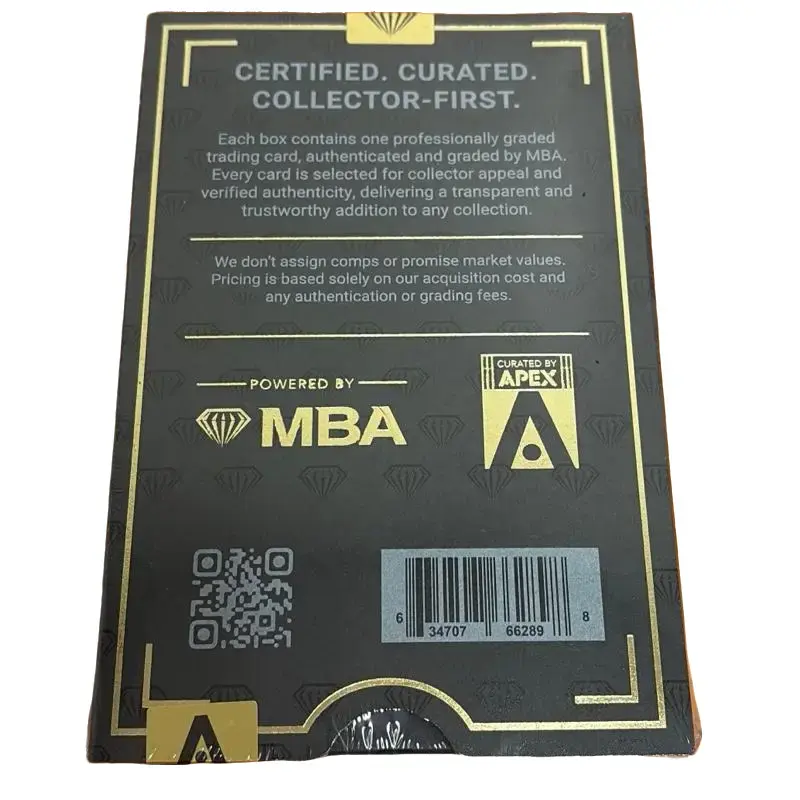 CERTIFIED. CURATED.
COLLECTOR-FIRST.
Each box contains one professionally graded
trading card, authenticated and graded by MBA.
Every card is selected for collector appeal and
verified authenticity, delivering a transparent and
trustworthy addition to any collection.
We don't assign comps or promise market values.
Pricing is based solely on our acquisition cost and
any authentication or grading fees.
POWERED BY
MBA
CURATED BY
APEX
6 34707 66289 8